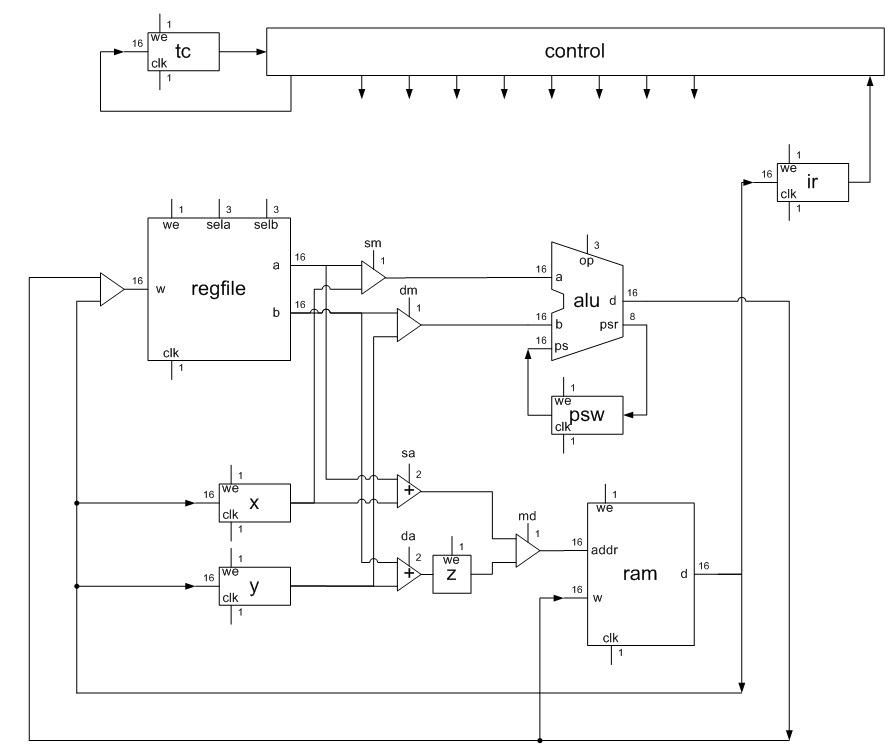 1
16 we tc control
clk
1
1
16 we ir
clk
1
1 3 3
we sela selb
sm
1
3
op
16 w regfile a 16
b 16
clk
1
dm
1
16 a alu d 16
16 b psr 8
16 ps
1
we psw
clk
1
sa
2
+
1
16 we x
clk
1
md
1
1
we
16 addr ram d 16
16 w
clk
1
da
2
+
1
we
z
1
16 we y
clk
1